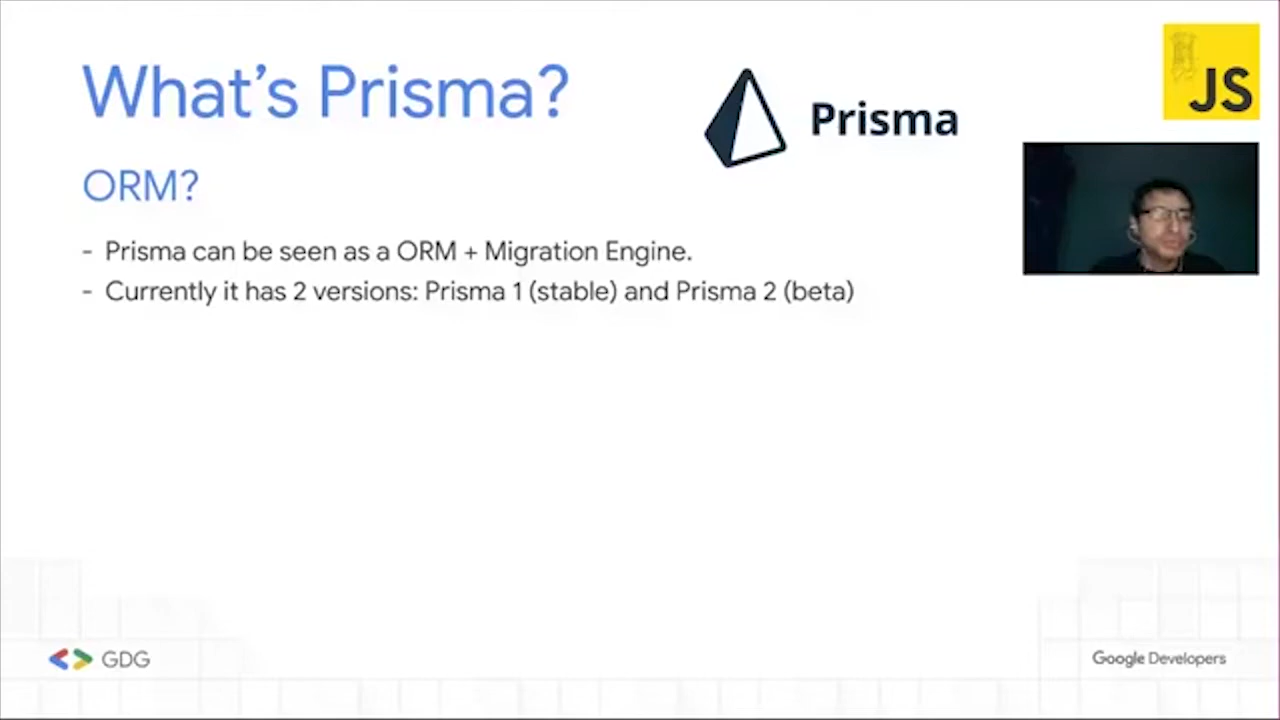 What's Prisma?
Prisma
JS
ORM?
- Prisma can be seen as a ORM + Migration Engine.
- Currently it has 2 versions: Prisma 1 (stable) and Prisma 2 (beta)
GDG
Google Developers